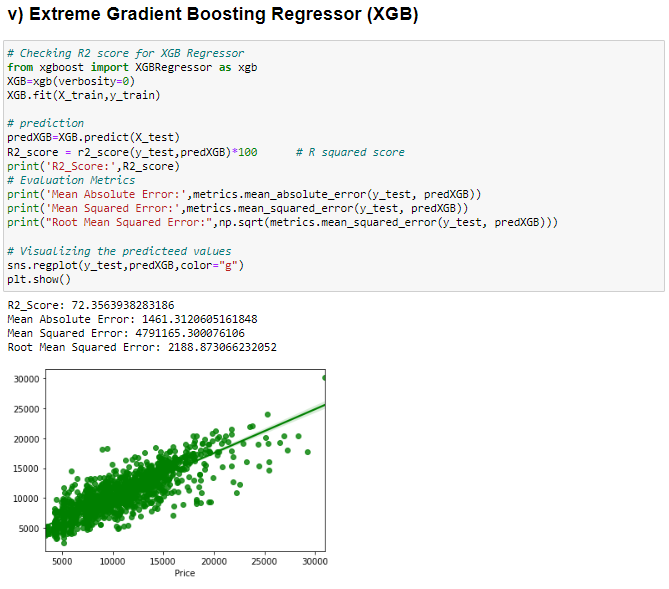 v) Extreme Gradient Boosting Regressor (XGB)
# Checking R2 score for XGB Regressor
from xgboost import XGBRegressor as xgb
XGB=xgb(verbosity=0)
XGB.fit(X_train,y_train)
# prediction
predXGB=XGB.predict(X_test)
R2_score = r2_score(y_test,predXGB)*100      # R squared score
print('R2_Score:',R2_score)
# Evaluation Metrics
print('Mean Absolute Error:',metrics.mean_absolute_error(y_test, predXGB))
print('Mean Squared Error:',metrics.mean_squared_error(y_test, predXGB))
print("Root Mean Squared Error:",np.sqrt(metrics.mean_squared_error(y_test, predXGB)))
# Visualizing the predicteed values
sns.regplot(y_test,predXGB,color="g")
plt.show()
R2_Score: 72.3563938283186
Mean Absolute Error: 1461.3120605161848
Mean Squared Error: 4791165.300076106
Root Mean Squared Error: 2188.873066232052
30000
25000
20000
15000
10000
5000
5000 10000 15000 20000 25000 30000
Price